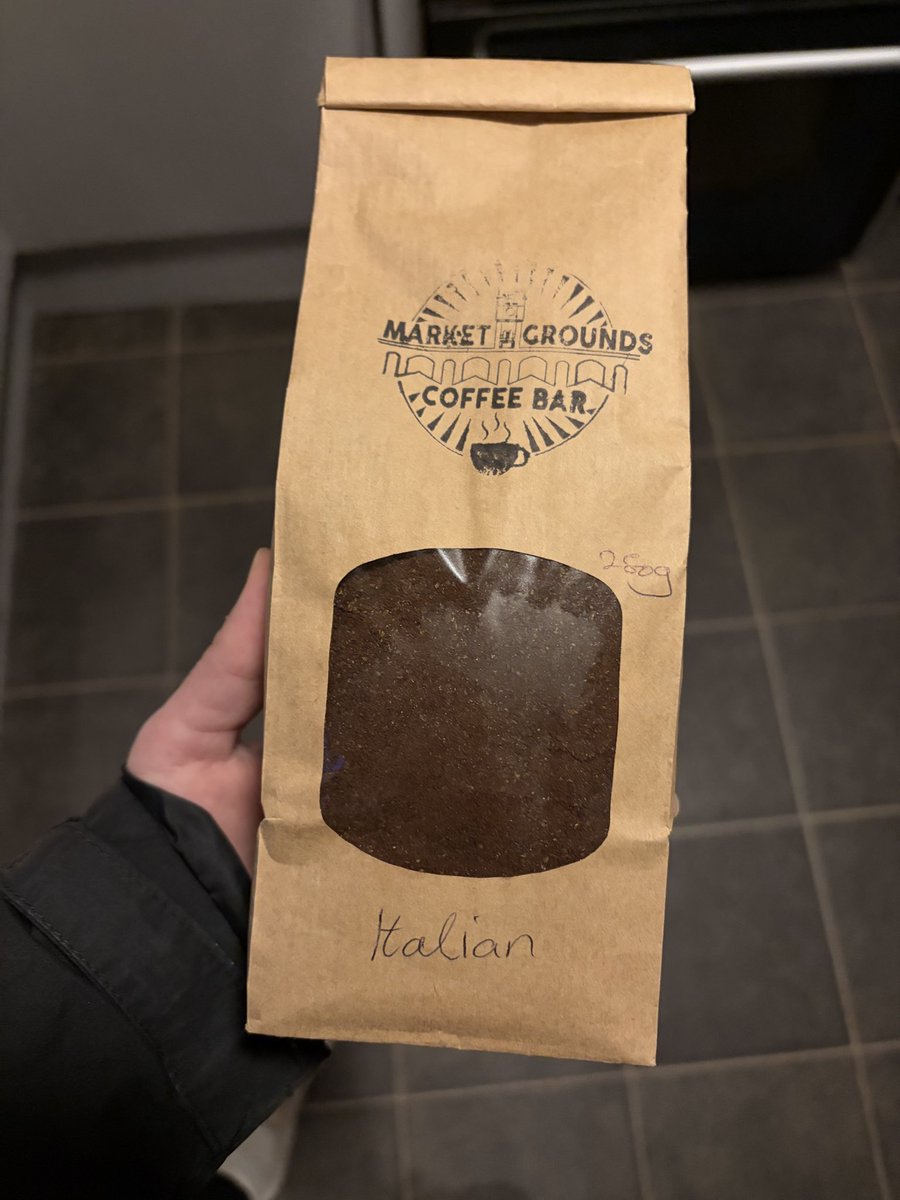 MARKET GROUNDS
COFFEE BAR
250g
Italian